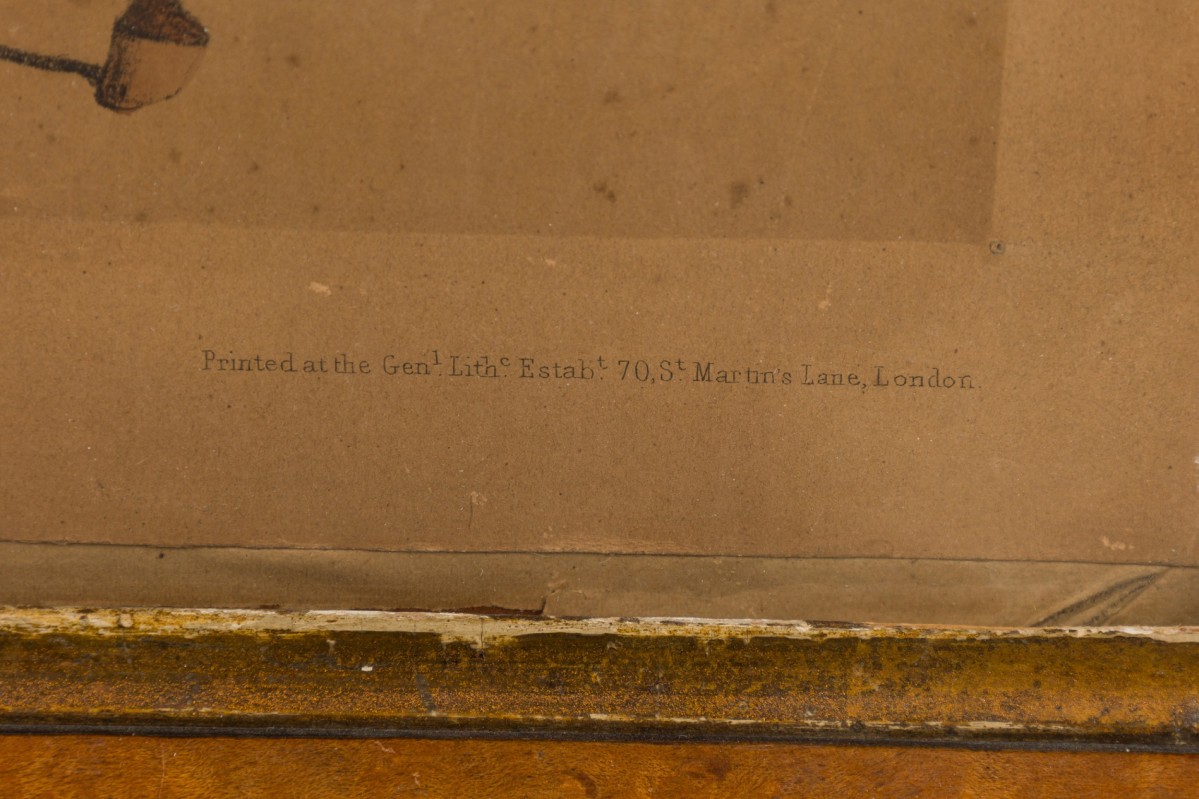 Printed at the Genˡ. Lithᶜ. Estabᵗ. 70, Sᵗ. Martin's Lane, London.